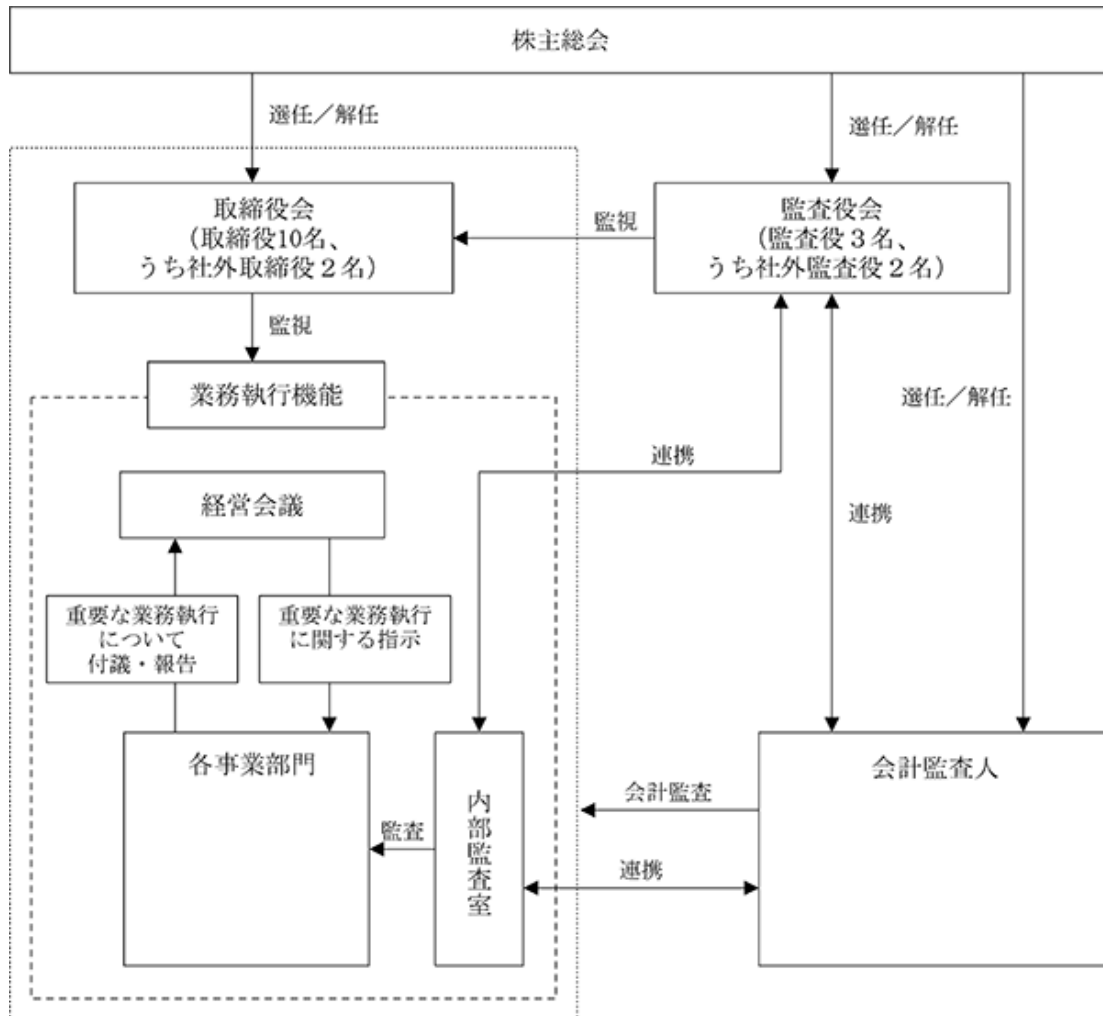 株主総会
選任／解任
選任／解任
取締役会
（取締役10名、
うち社外取締役２名）
監視
監査役会
（監査役３名、
うち社外監査役２名）
監視
業務執行機能
選任／解任
連携
経営会議
連携
重要な業務執行
について
付議・報告
重要な業務執行
に関する指示
各事業部門
内部監査室
会計監査人
会計監査
監査
連携